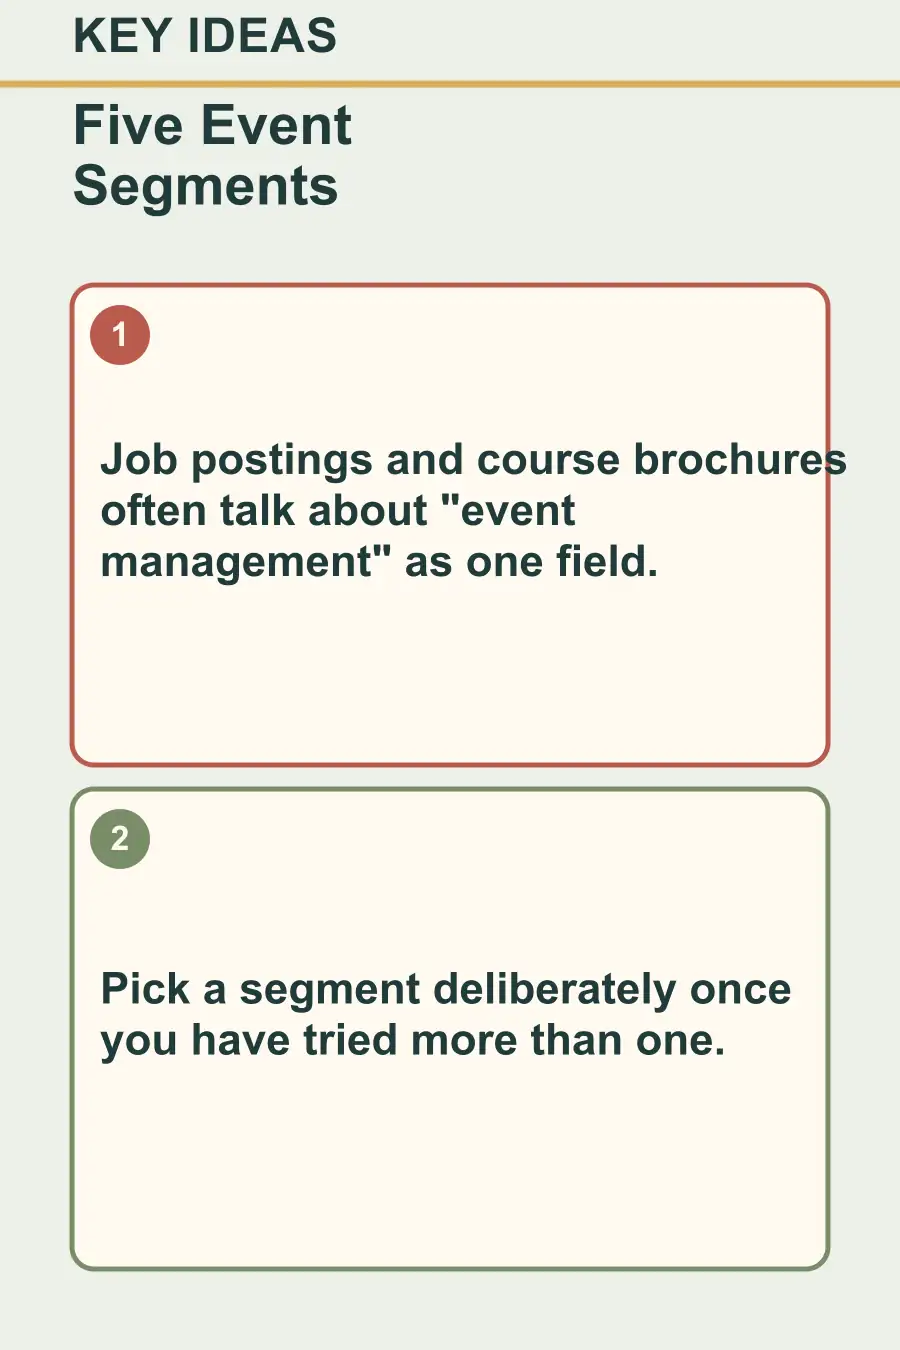 KEY IDEAS
Five Event
Segments
1
Job postings and course brochures
often talk about "event
management" as one field.
2
Pick a segment deliberately once
you have tried more than one.